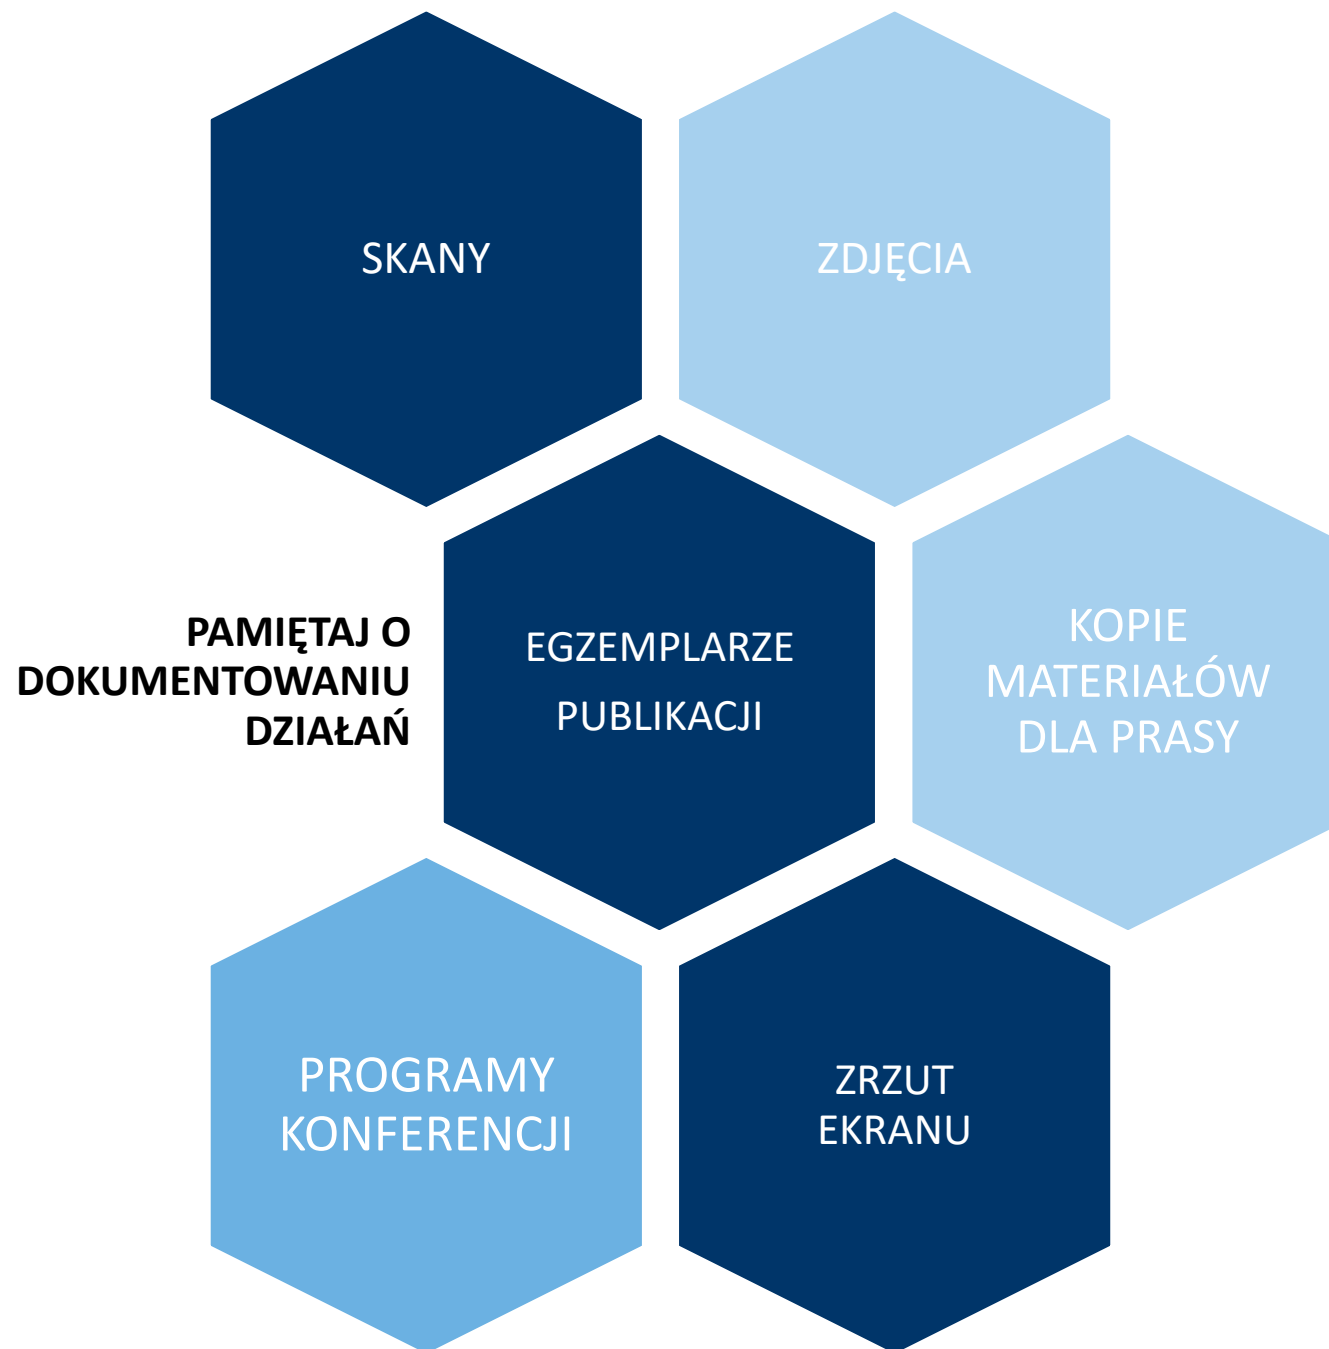 SKANY
ZDJĘCIA
PAMIĘTAJ O
DOKUMENTOWANIU
DZIAŁAŃ
EGZEMPLARZE
PUBLIKACJI
KOPIE
MATERIAŁÓW
DLA PRASY
PROGRAMY
KONFERENCJI
ZRZUT
EKRANU